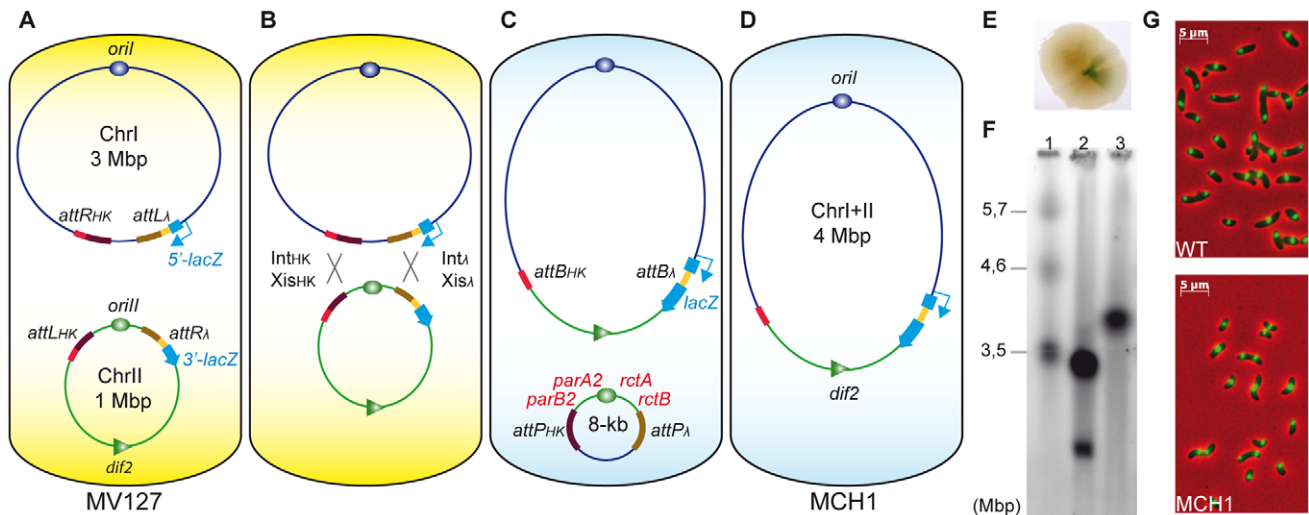 A
oriI
ChrI
3 Mbp
attRHK
attLλ
5'-lacZ
oriII
attLHK
attRλ
3'-lacZ
ChrII
1 Mbp
dif2
MV127
B
IntHK
XisHK
Intλ
Xisλ
C
attBHK
attBλ
lacZ
parA2
rctA
parB2
rctB
attPHK
8-kb
attPλ
D
oriI
ChrI+II
4 Mbp
dif2
MCH1
E
F
1 2 3
5,7
4,6
3,5
(Mbp)
G
5 µm
WT
5 µm
MCH1